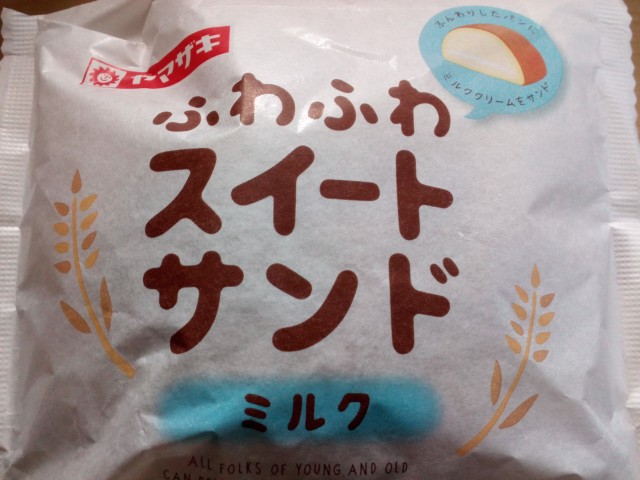 ヤマザキ
ふんわりしたパンに
ミルククリームをサンド
ふわふわ
スイート
サンド
ミルク
ALL FOLKS OF YOUNG AND OLD